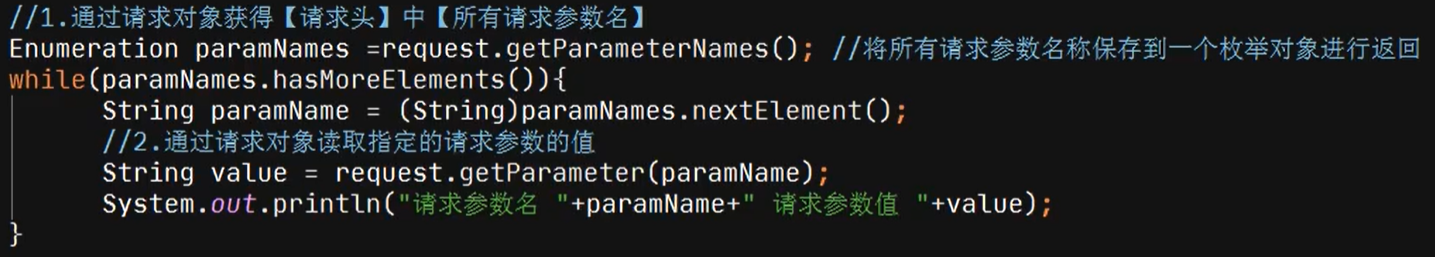 //1.通过请求对象获得【请求头】中【所有请求参数名】
Enumeration paramNames =request.getParameterNames(); //将所有请求参数名称保存到一个枚举对象进行返回
while(paramNames.hasMoreElements()){
String paramName = (String)paramNames.nextElement();
//2.通过请求对象读取指定的请求参数的值
String value = request.getParameter(paramName);
System.out.println("请求参数名 "+paramName+" 请求参数值 "+value);
}